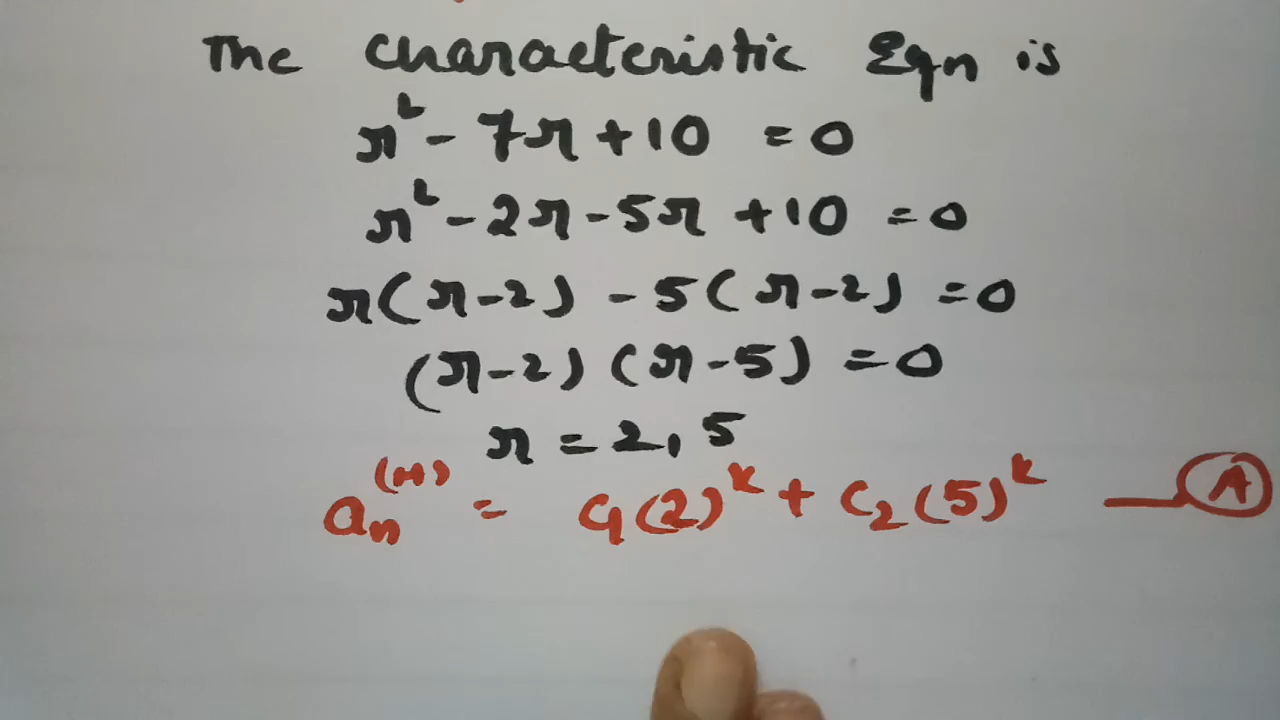 The characteristic Eqn is
r² - 7r + 10 = 0
r² - 2r - 5r + 10 = 0
r(r-2) - 5(r-2) = 0
(r-2)(r-5) = 0
r = 2, 5
aₙ⁽ᴴ⁾ = C₁(2)ᵏ + C₂(5)ᵏ — A